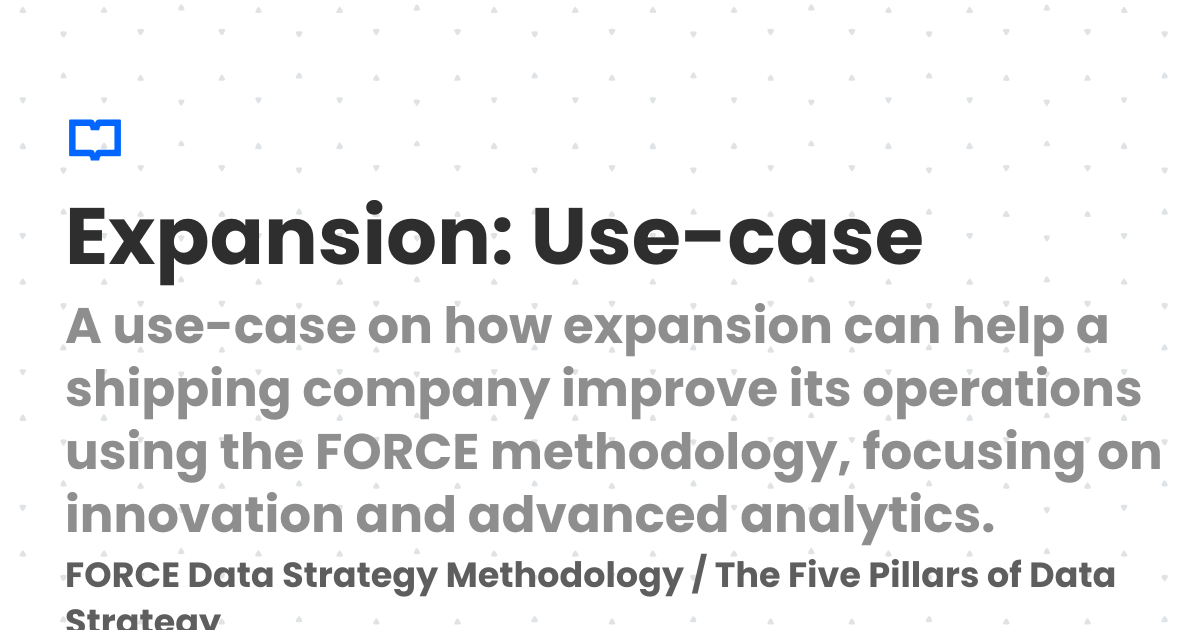 Expansion: Use-case
A use-case on how expansion can help a
shipping company improve its operations
using the FORCE methodology, focusing on
innovation and advanced analytics.
FORCE Data Strategy Methodology / The Five Pillars of Data
Strategy